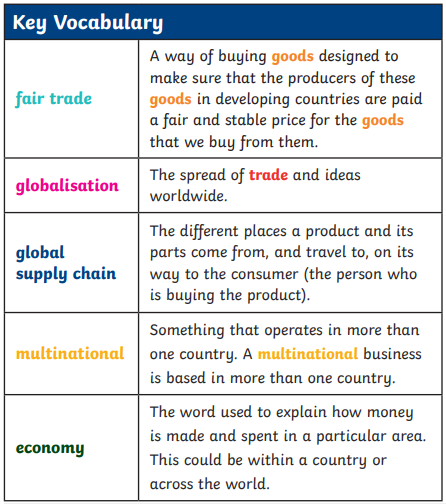 Key Vocabulary
fair trade
A way of buying goods designed to
make sure that the producers of these
goods in developing countries are paid
a fair and stable price for the goods
that we buy from them.
globalisation
The spread of trade and ideas
worldwide.
global
supply chain
The different places a product and its
parts come from, and travel to, on its
way to the consumer (the person who
is buying the product).
multinational
Something that operates in more than
one country. A multinational business
is based in more than one country.
economy
The word used to explain how money
is made and spent in a particular area.
This could be within a country or
across the world.